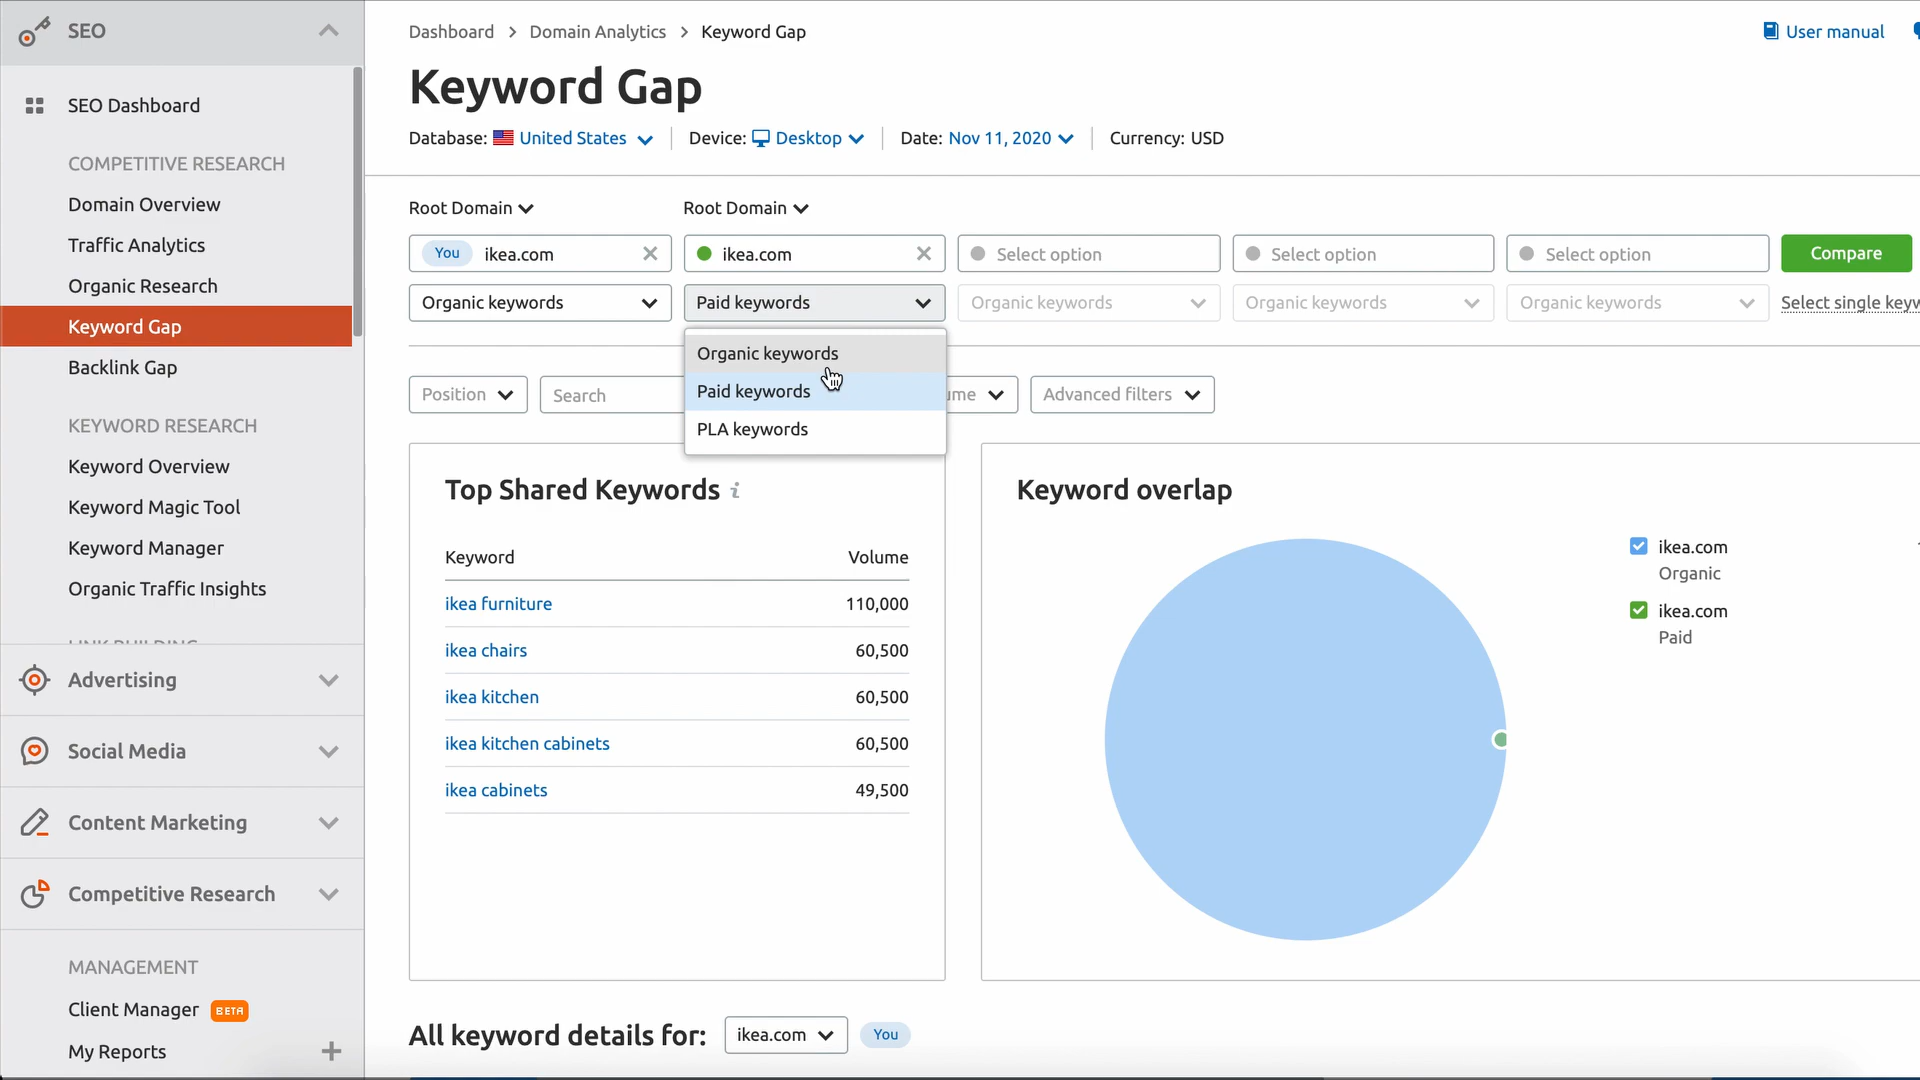 SEO
SEO Dashboard
COMPETITIVE RESEARCH
Domain Overview
Traffic Analytics
Organic Research
Keyword Gap
Backlink Gap
KEYWORD RESEARCH
Keyword Overview
Keyword Magic Tool
Keyword Manager
Organic Traffic Insights
Advertising
Social Media
Content Marketing
Competitive Research
MANAGEMENT
Client Manager BETA
My Reports
Dashboard > Domain Analytics > Keyword Gap
User manual
Keyword Gap
Database: United States Device: Desktop Date: Nov 11, 2020 Currency: USD
Root Domain Root Domain
You ikea.com ikea.com Select option Select option Select option Compare
Organic keywords Paid keywords Organic keywords Organic keywords Organic keywords Select single
Organic keywords
Paid keywords
PLA keywords
Position Search Advanced filters
Top Shared Keywords i
Keyword Volume
ikea furniture 110,000
ikea chairs 60,500
ikea kitchen 60,500
ikea kitchen cabinets 60,500
ikea cabinets 49,500
Keyword overlap
ikea.com
Organic
ikea.com
Paid
All keyword details for: ikea.com You